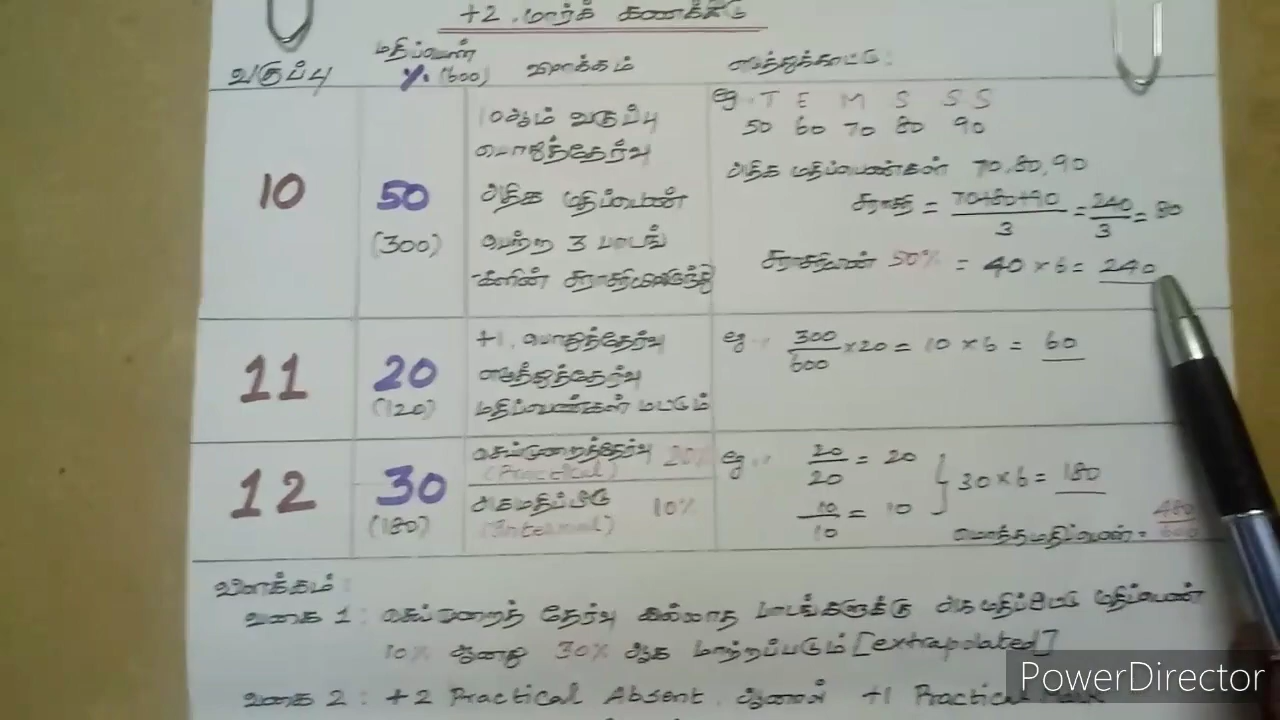 +2 மார்க் கணக்கீடு
வகுப்பு
மதிப்பெண்
% (600)
விளக்கம்
எடுத்துக்காட்டு:
10
50
(300)
10ஆம் வகுப்பு
பொதுத்தேர்வு
அதிக மதிப்பெண்
பெற்ற 3 பாடங்
-களின் சராசரியிலிருந்து
eg. T E M S SS
50 60 70 80 90
அதிக மதிப்பெண்கள் 70,80,90
சராசரி = 70+80+90/3 = 240/3 = 80
சராசரியின் 50% = 40 × 6 = 240
11
20
(120)
+1 பொதுத்தேர்வு
எழுத்துத்தேர்வு
மதிப்பெண்கள் மட்டும்
eg.. 300/600 × 20 = 10 × 6 = 60
12
30
(180)
செய்முறைத்தேர்வு 20%
(Practical)
அகமதிப்பீடு 10%
(Internal)
eg.. 20/20 = 20
10/10 = 10
} 30 × 6 = 180
மொத்தமதிப்பெண் = 480/600
விளக்கம்:
வகை 1: செய்முறைத் தேர்வு இல்லாத பாடங்களுக்கு அகமதிப்பீட்டு மதிப்பெண்
10% ஆனது 30% ஆக மாற்றப்படும் [extrapolated]
வகை 2: +2 Practical Absent. ஆனால் +1 Practical
PowerDirector